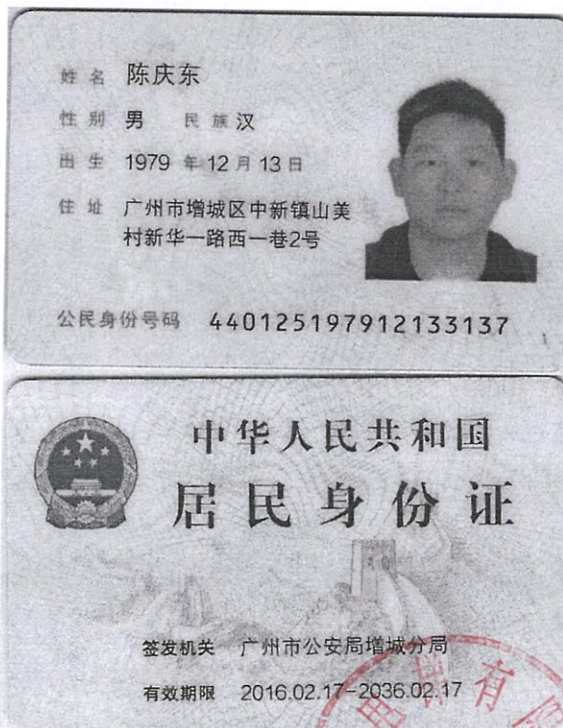 姓名 陈庆东
性别 男 民族 汉
出生 1979 年 12 月 13 日
住址 广州市增城区中新镇山美
村新华一路西一巷2号
公民身份号码 440125197912133137
中华人民共和国
居民身份证
签发机关 广州市公安局增城分局
有效期限 2016.02.17-2036.02.17
有